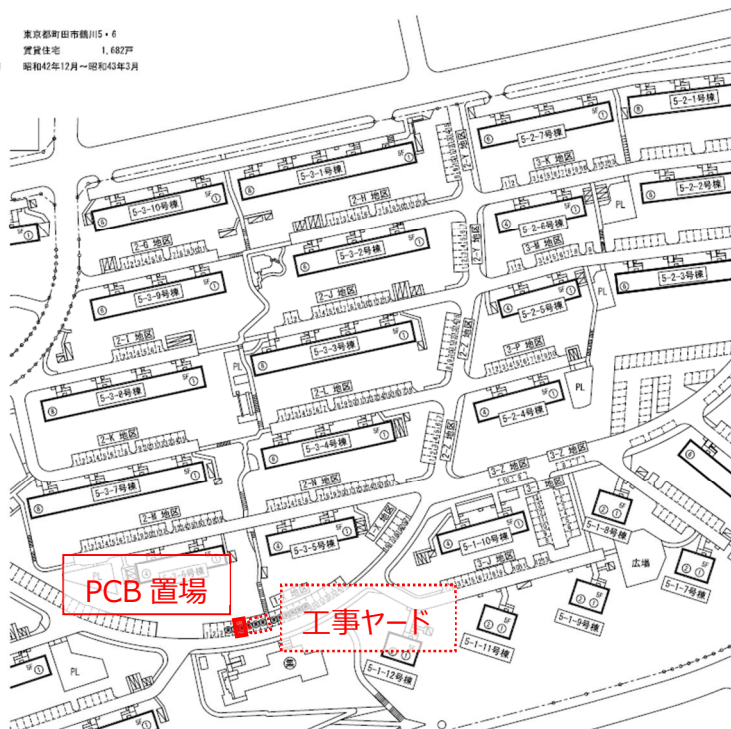 東京都町田市鶴川5・6
賃貸住宅 1,682戸
昭和42年12月～昭和43年3月
5-2-1号棟
5-2-7号棟
5-3-1号棟
3-K 地区
5-2-2号棟
5-3-10号棟
2-H 地区
5-2-6号棟
PL
2-G 地区
5-3-2号棟
3-M 地区
5-2-3号棟
5-3-9号棟
2-J 地区
5-2-5号棟
PL
2-I 地区
5-3-3号棟
3-P 地区
PL
5-3-8号棟
2-L 地区
5-2-4号棟
PL
2-K 地区
5-3-4号棟
2-Z 地区
3-Z 地区
3-Z 地区
5-3-7号棟
2-N 地区
2-M 地区
5-1-8号棟
5-3-5号棟
5-1-10号棟
広場
5-1-7号棟
3-J 地区
PCB 置場
5-1-9号棟
工事ヤード
5-1-11号棟
5-1-12号棟
PL